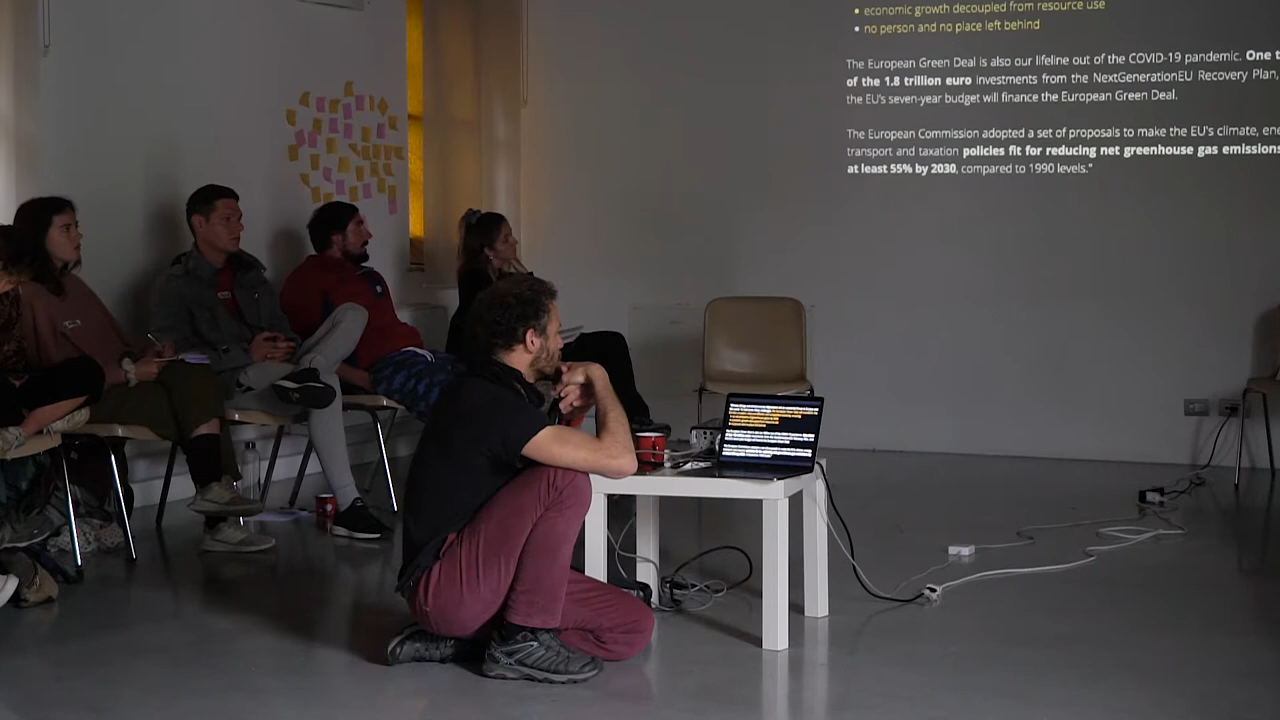 • economic growth decoupled from resource use
• no person and no place left behind
The European Green Deal is also our lifeline out of the COVID-19 pandemic. One
of the 1.8 trillion euro investments from the NextGenerationEU Recovery Plan,
the EU's seven-year budget will finance the European Green Deal.
The European Commission adopted a set of proposals to make the EU's climate,
transport and taxation policies fit for reducing net greenhouse gas emissions
at least 55% by 2030, compared to 1990 levels."